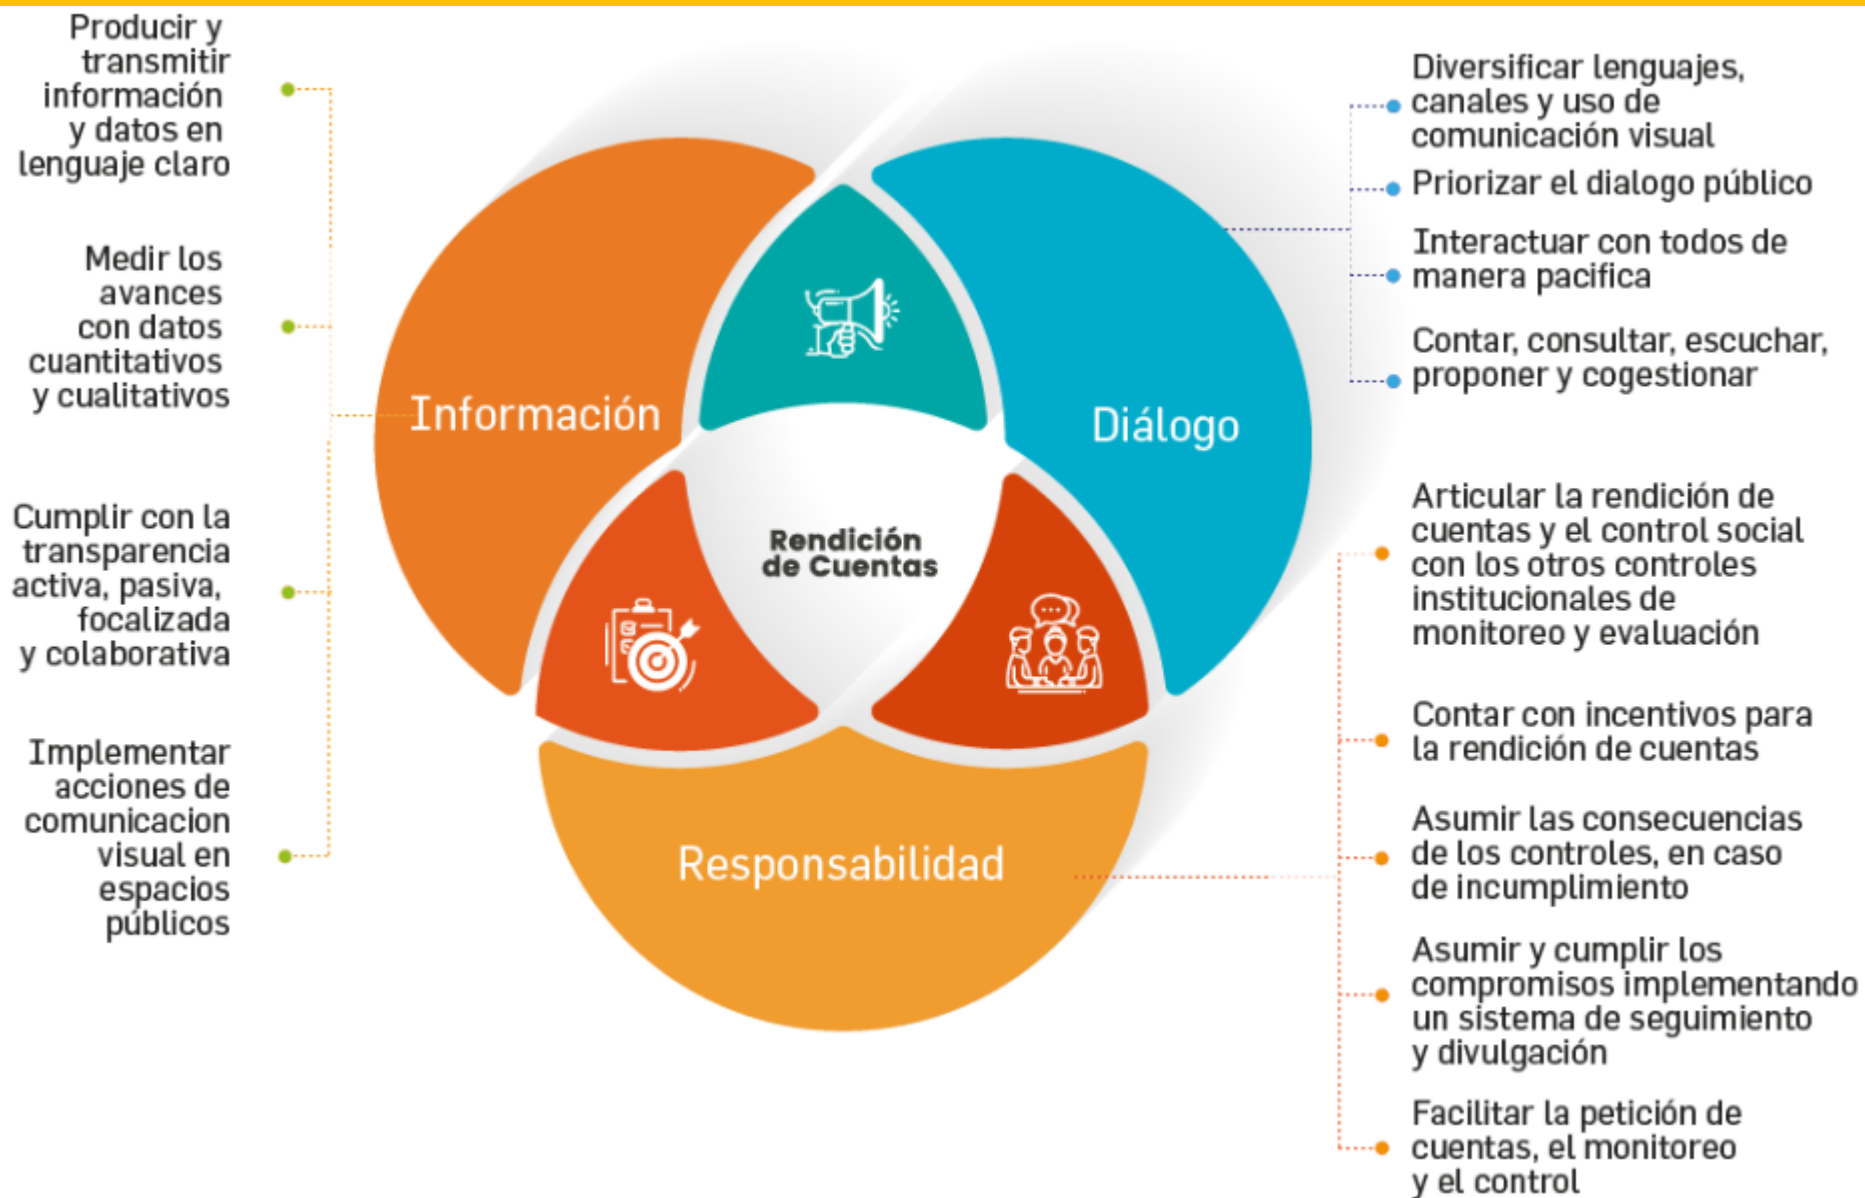 Producir y
transmitir
información
y datos en
lenguaje claro
Medir los
avances
con datos
cuantitativos
y cualitativos
Cumplir con la
transparencia
activa, pasiva,
focalizada
y colaborativa
Implementar
acciones de
comunicacion
visual en
espacios
públicos
Información
Diálogo
Rendición
de Cuentas
Responsabilidad
Diversificar lenguajes,
canales y uso de
comunicación visual
Priorizar el dialogo público
Interactuar con todos de
manera pacifica
Contar, consultar, escuchar,
proponer y cogestionar
Articular la rendición de
cuentas y el control social
con los otros controles
institucionales de
monitoreo y evaluación
Contar con incentivos para
la rendición de cuentas
Asumir las consecuencias
de los controles, en caso
de incumplimiento
Asumir y cumplir los
compromisos implementando
un sistema de seguimiento
y divulgación
Facilitar la petición de
cuentas, el monitoreo
y el control